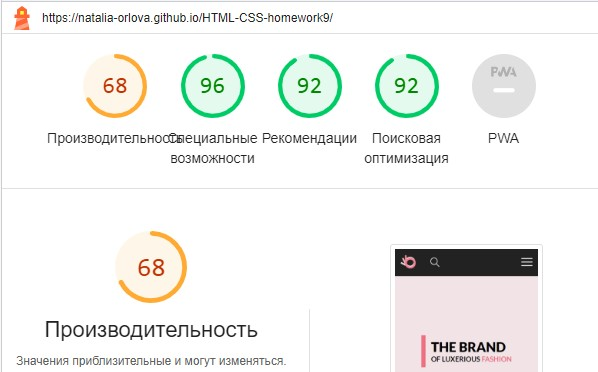 https://natalia-orlova.github.io/HTML-CSS-homework9/
68 96 92 92 PWA
Производительность Специальные возможности Рекомендации Поисковая оптимизация PWA
68
Производительность
Значения приблизительные и могут изменяться.
THE BRAND
OF LUXERIOUS FASHION